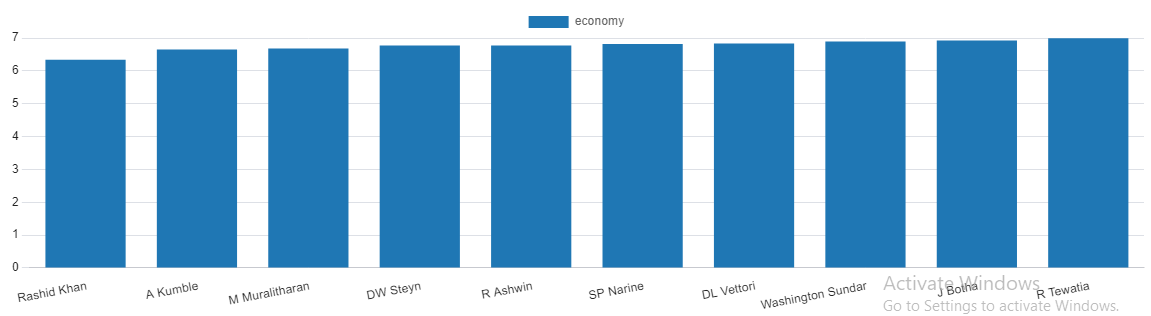 economy
7
6
5
4
3
2
1
0
Rashid Khan
A Kumble
M Muralitharan
DW Steyn
R Ashwin
SP Narine
DL Vettori
Washington Sundar
J Botha
R Tewatia
Activate Windows
Go to Settings to activate Windows.